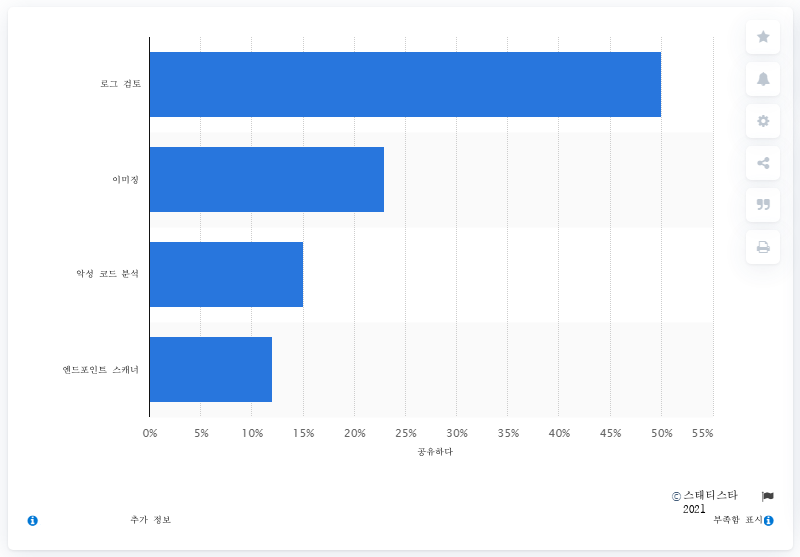 로그 검토
이미징
악성 코드 분석
엔드포인트 스캐너
0% 5% 10% 15% 20% 25% 30% 35% 40% 45% 50% 55%
공유하다
© 스태티스타
2021
추가 정보
부족함 표시